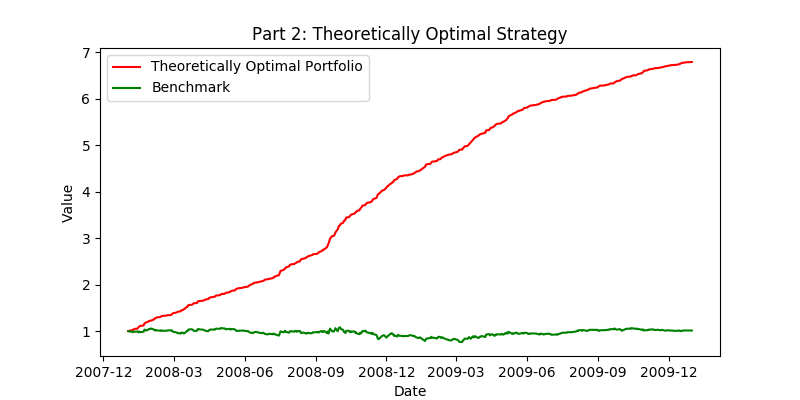 Part 2: Theoretically Optimal Strategy
Theoretically Optimal Portfolio
Benchmark
Value
7
6
5
4
3
2
1
2007-12 2008-03 2008-06 2008-09 2008-12 2009-03 2009-06 2009-09 2009-12
Date